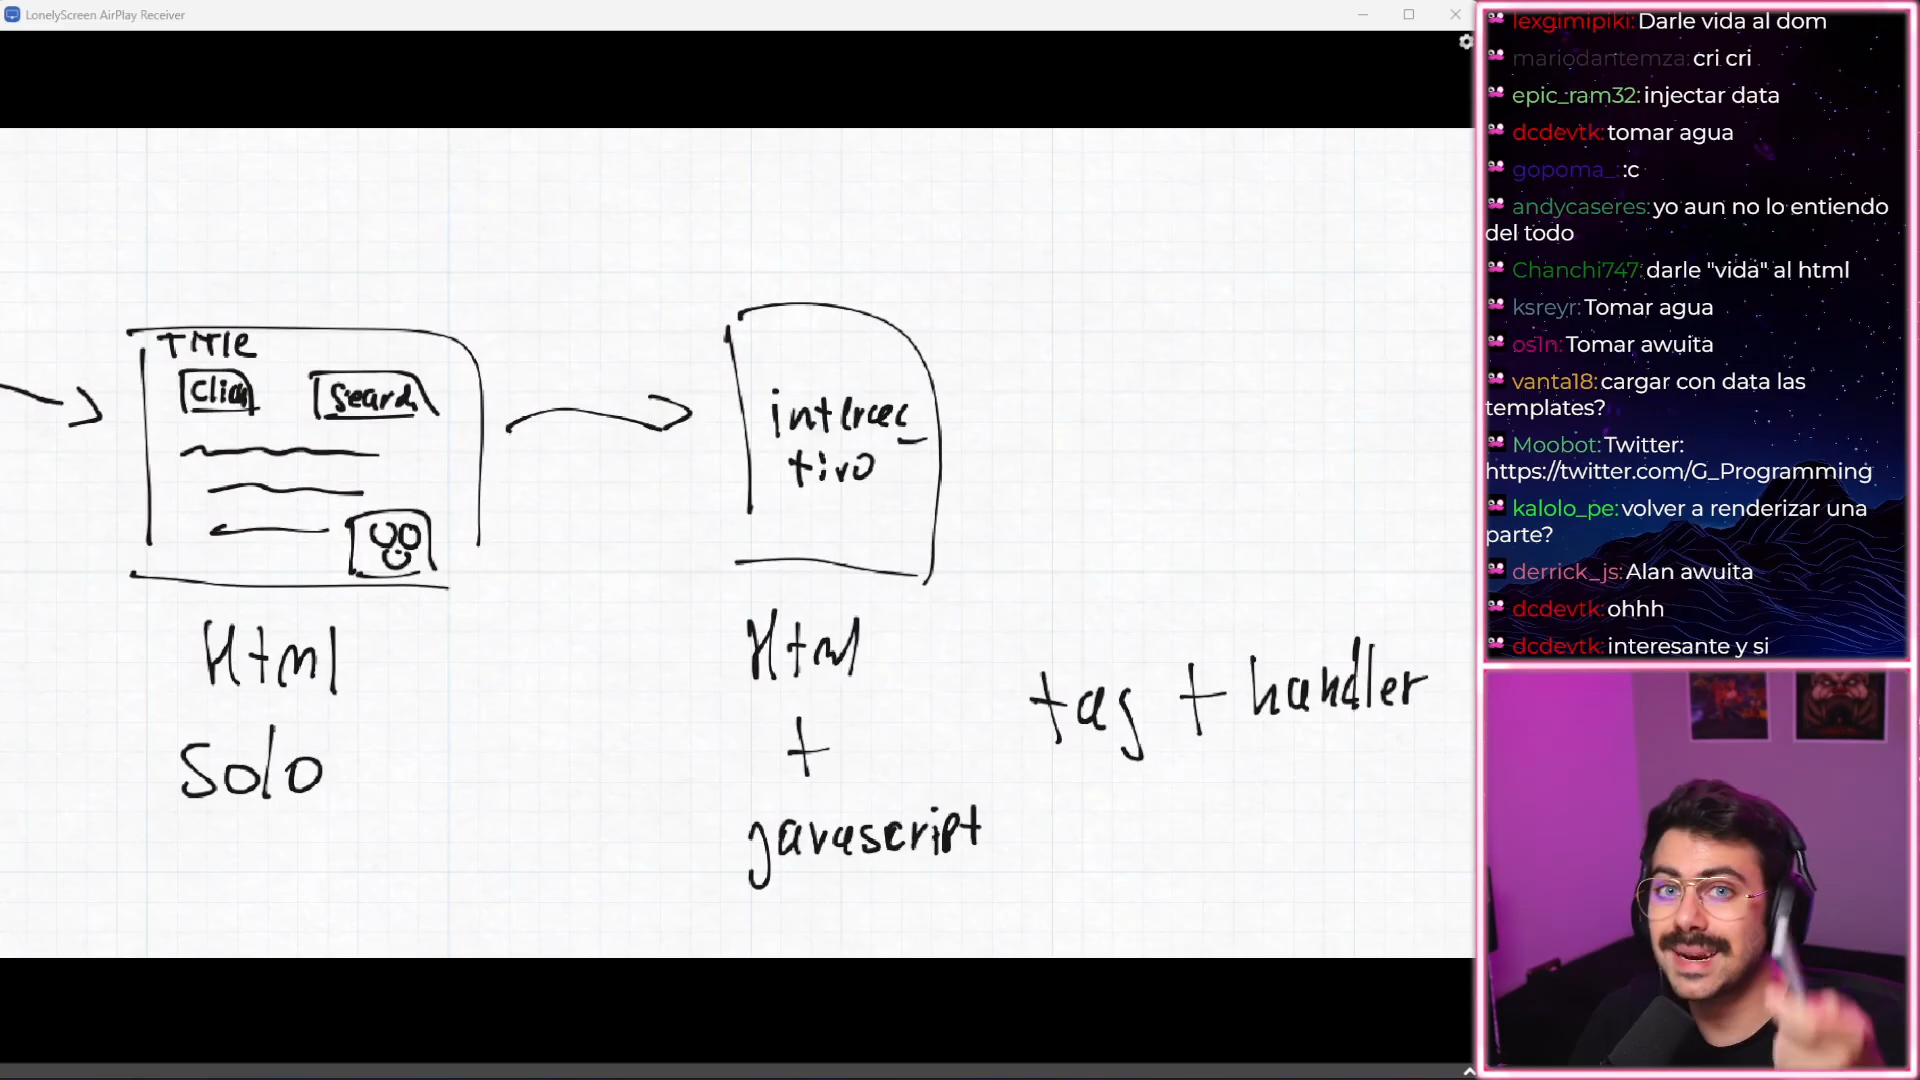 LonelyScreen AirPlay Receiver
TITLE
Click
Search
Html
Solo
interac_
tivo
Html
+
javascript
tag + handler
lexgimipiki: Darle vida al dom
mariodantemza: cri cri
epic_ram32: injectar data
dcdevtk: tomar agua
gopoma_: :c
andycaseres: yo aun no lo entiendo
del todo
Chanchi747: darle "vida" al html
ksreyr: Tomar agua
os1n: Tomar awuita
vanta18: cargar con data las
templates?
Moobot: Twitter:
https://twitter.com/G_Programming
kalolo_pe: volver a renderizar una
parte?
derrick_js: Alan awuita
dcdevtk: ohhh
dcdevtk: interesante y si